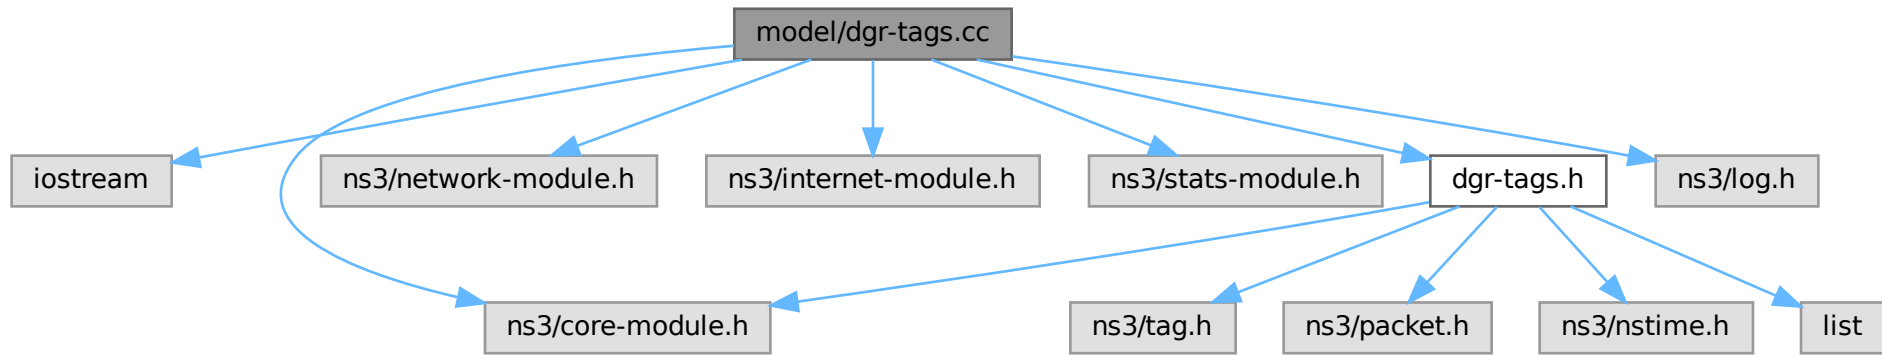 model/dgr-tags.cc
iostream
ns3/network-module.h
ns3/internet-module.h
ns3/stats-module.h
dgr-tags.h
ns3/log.h
ns3/core-module.h
ns3/tag.h
ns3/packet.h
ns3/nstime.h
list